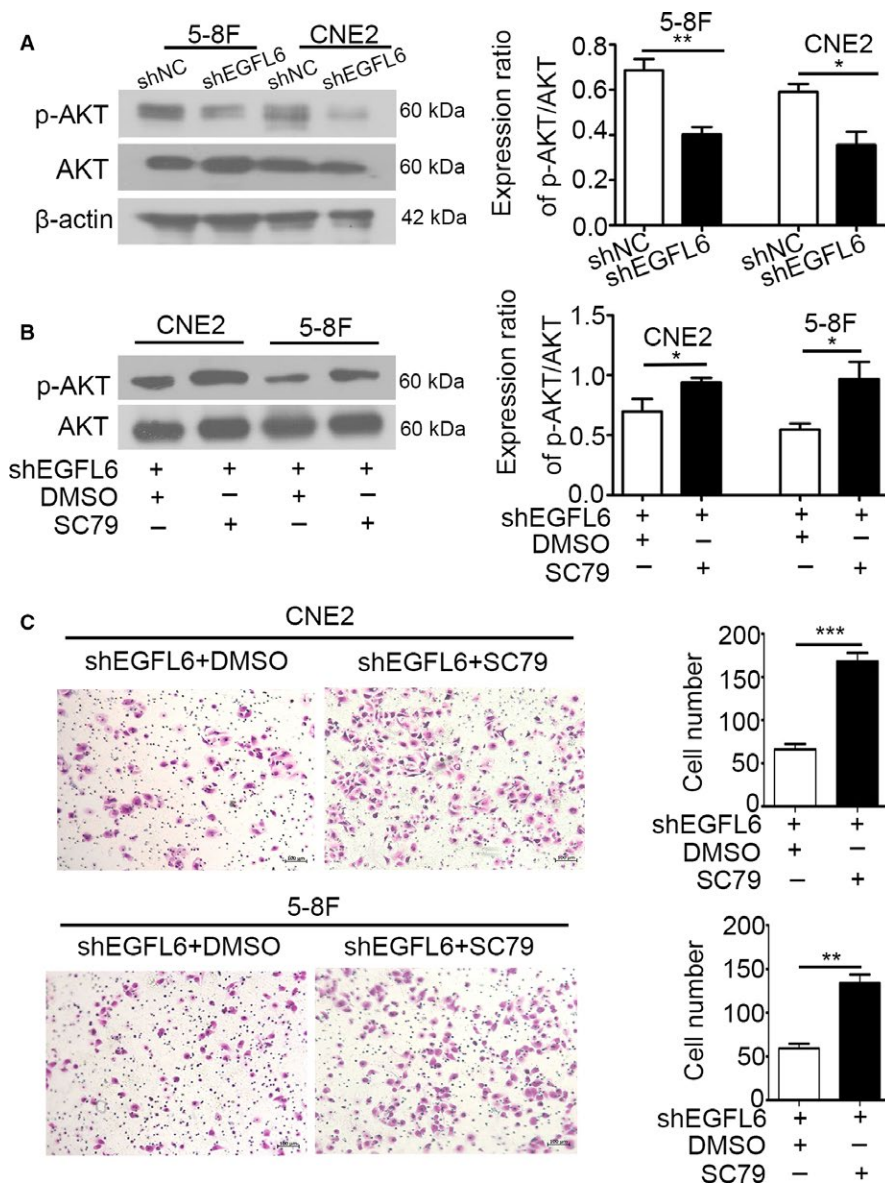 A
5-8F CNE2
shNC shEGFL6 shNC shEGFL6
p-AKT 60 kDa
AKT 60 kDa
β-actin 42 kDa
Expression ratio
of p-AKT/AKT
0.8
0.6
0.4
0.2
0.0
5-8F
**
CNE2
*
shNC shEGFL6 shNC shEGFL6
B
CNE2 5-8F
p-AKT 60 kDa
AKT 60 kDa
shEGFL6 + + + +
DMSO + − + −
SC79 − + − +
Expression ratio
of p-AKT/AKT
1.5
1.0
0.5
0.0
CNE2
*
5-8F
*
shEGFL6 + + + +
DMSO + − + −
SC79 − + − +
C
CNE2
shEGFL6+DMSO shEGFL6+SC79
Cell number
200
150
100
50
0
***
shEGFL6 + +
DMSO + −
SC79 − +
5-8F
shEGFL6+DMSO shEGFL6+SC79
Cell number
200
150
100
50
0
**
shEGFL6 + +
DMSO + −
SC79 − +